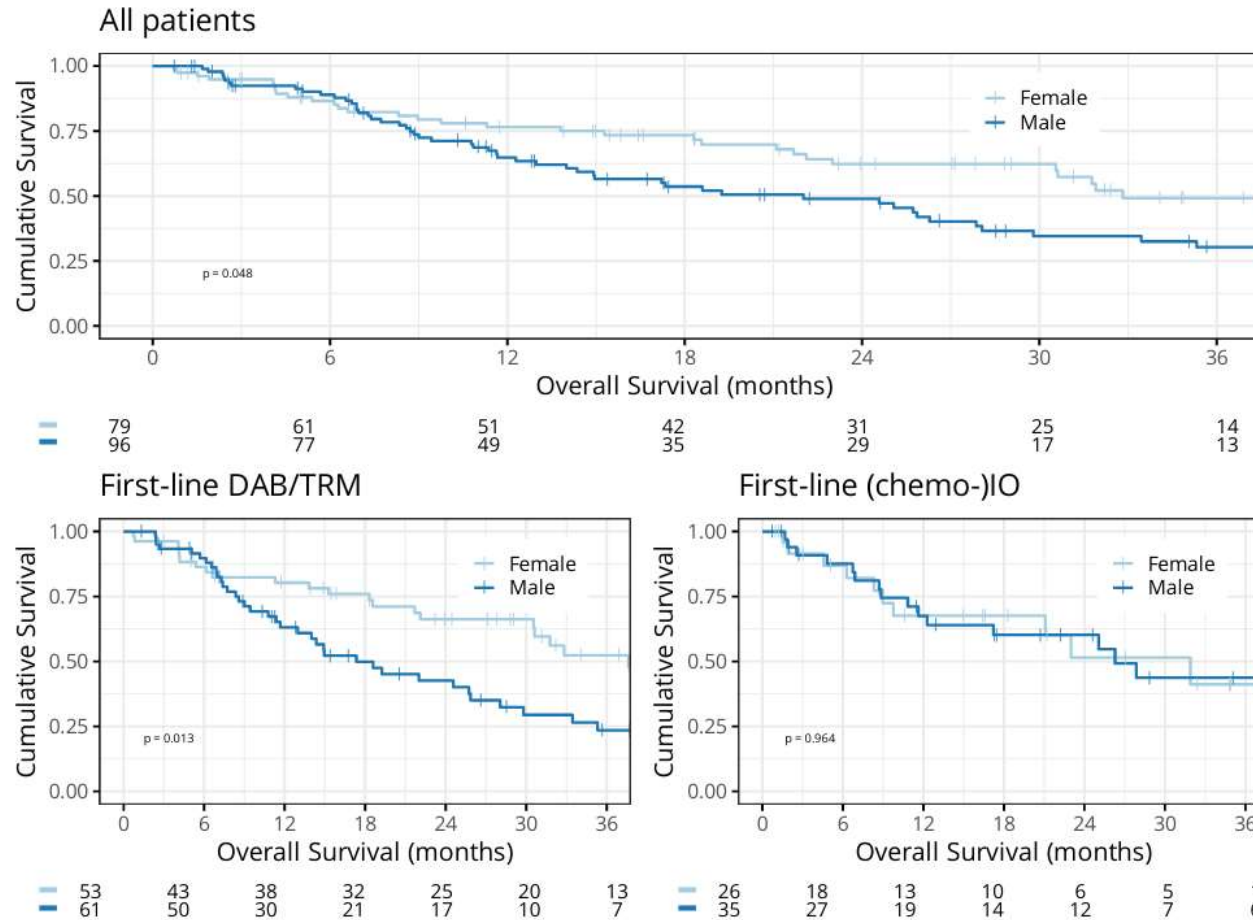 All patients
Cumulative Survival
1.00
0.75
0.50
0.25
0.00
Female
Male
p = 0.048
0 6 12 18 24 30 36
Overall Survival (months)
79 61 51 42 31 25 14
96 77 49 35 29 17 13
First-line DAB/TRM
Cumulative Survival
1.00
0.75
0.50
0.25
0.00
Female
Male
p = 0.013
0 6 12 18 24 30 36
Overall Survival (months)
53 43 38 32 25 20 13
61 50 30 21 17 10 7
First-line (chemo-)IO
Cumulative Survival
1.00
0.75
0.50
0.25
0.00
Female
Male
p = 0.964
0 6 12 18 24 30 36
Overall Survival (months)
26 18 13 10 6 5
35 27 19 14 12 7